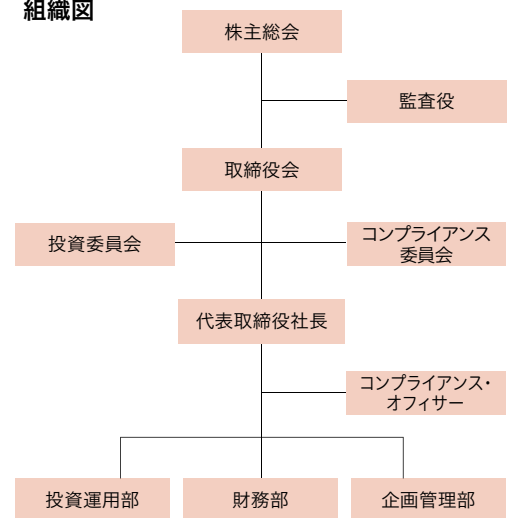 組織図
株主総会
監査役
取締役会
投資委員会
コンプライアンス
委員会
代表取締役社長
コンプライアンス・
オフィサー
投資運用部
財務部
企画管理部